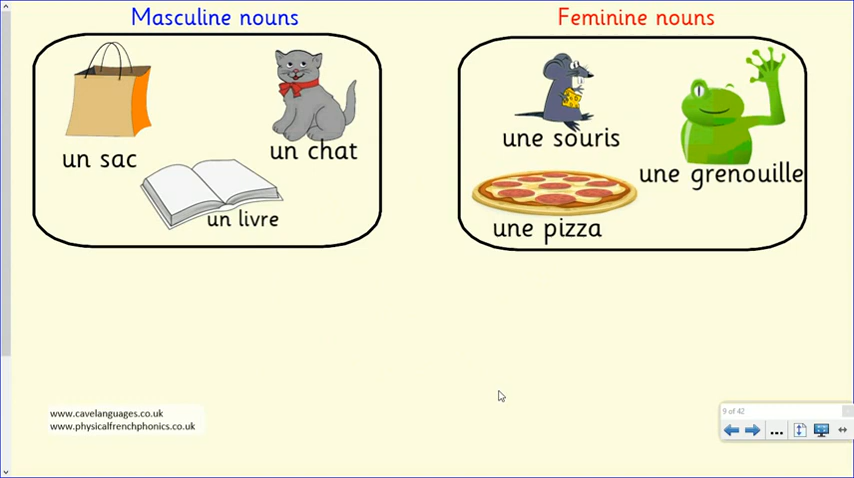 Masculine nouns
un sac
un chat
un livre
Feminine nouns
une souris
une grenouille
une pizza
www.cavelanguages.co.uk
www.physicalfrenchphonics.co.uk
9 of 42